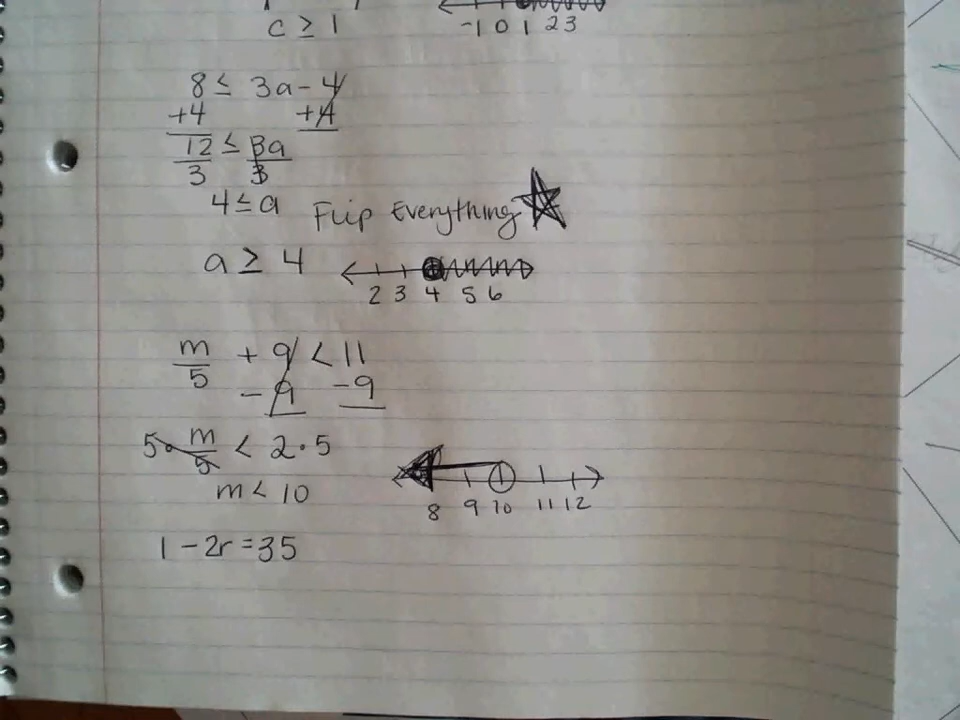 c ≥ 1
-1 0 1 2 3
8 ≤ 3a - 4
+4 +4
12 ≤ 3a
3 3
4 ≤ a Flip Everything
a ≥ 4
2 3 4 5 6
m/5 + 9 < 11
- 9 - 9
5 · m/5 < 2 · 5
m < 10
8 9 10 11 12
1 - 2r = 35